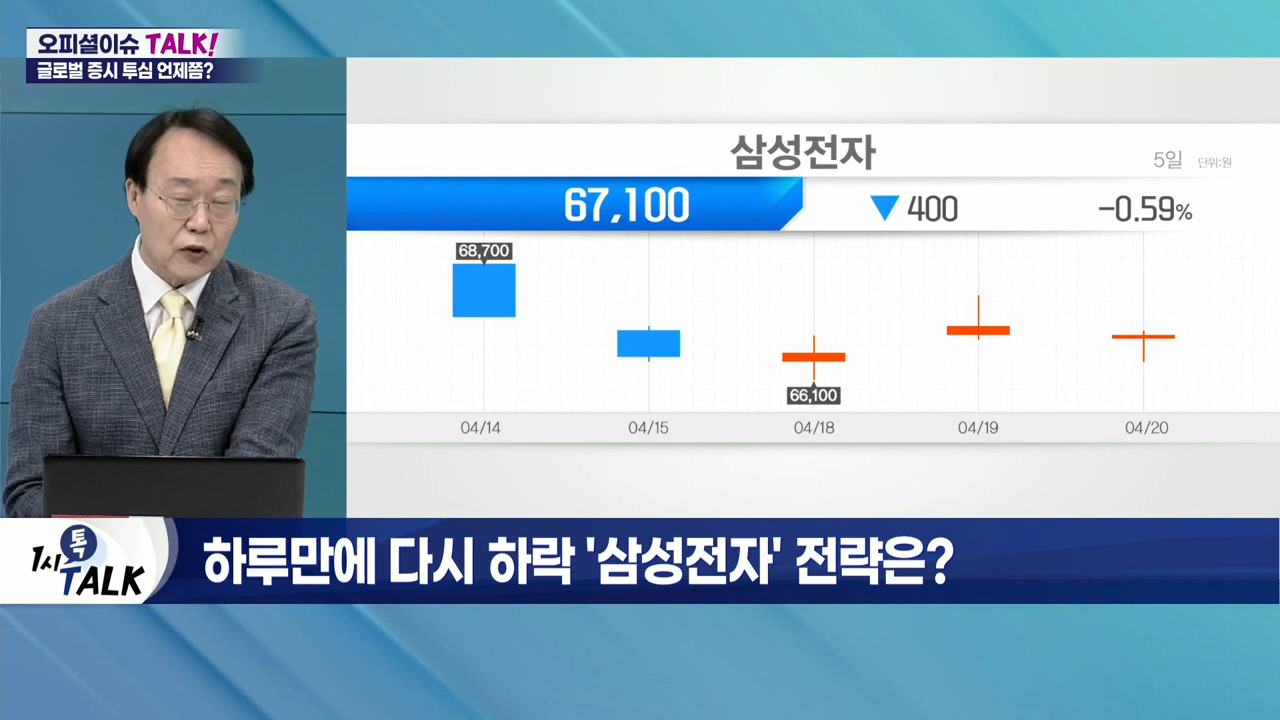 오피셜이슈 TALK!
글로벌 증시 투심 언제쯤?
삼성전자
5일 단위:원
67,100 ▼400 -0.59%
68,700
66,100
04/14 04/15 04/18 04/19 04/20
1시 톡 TALK
하루만에 다시 하락 '삼성전자' 전략은?